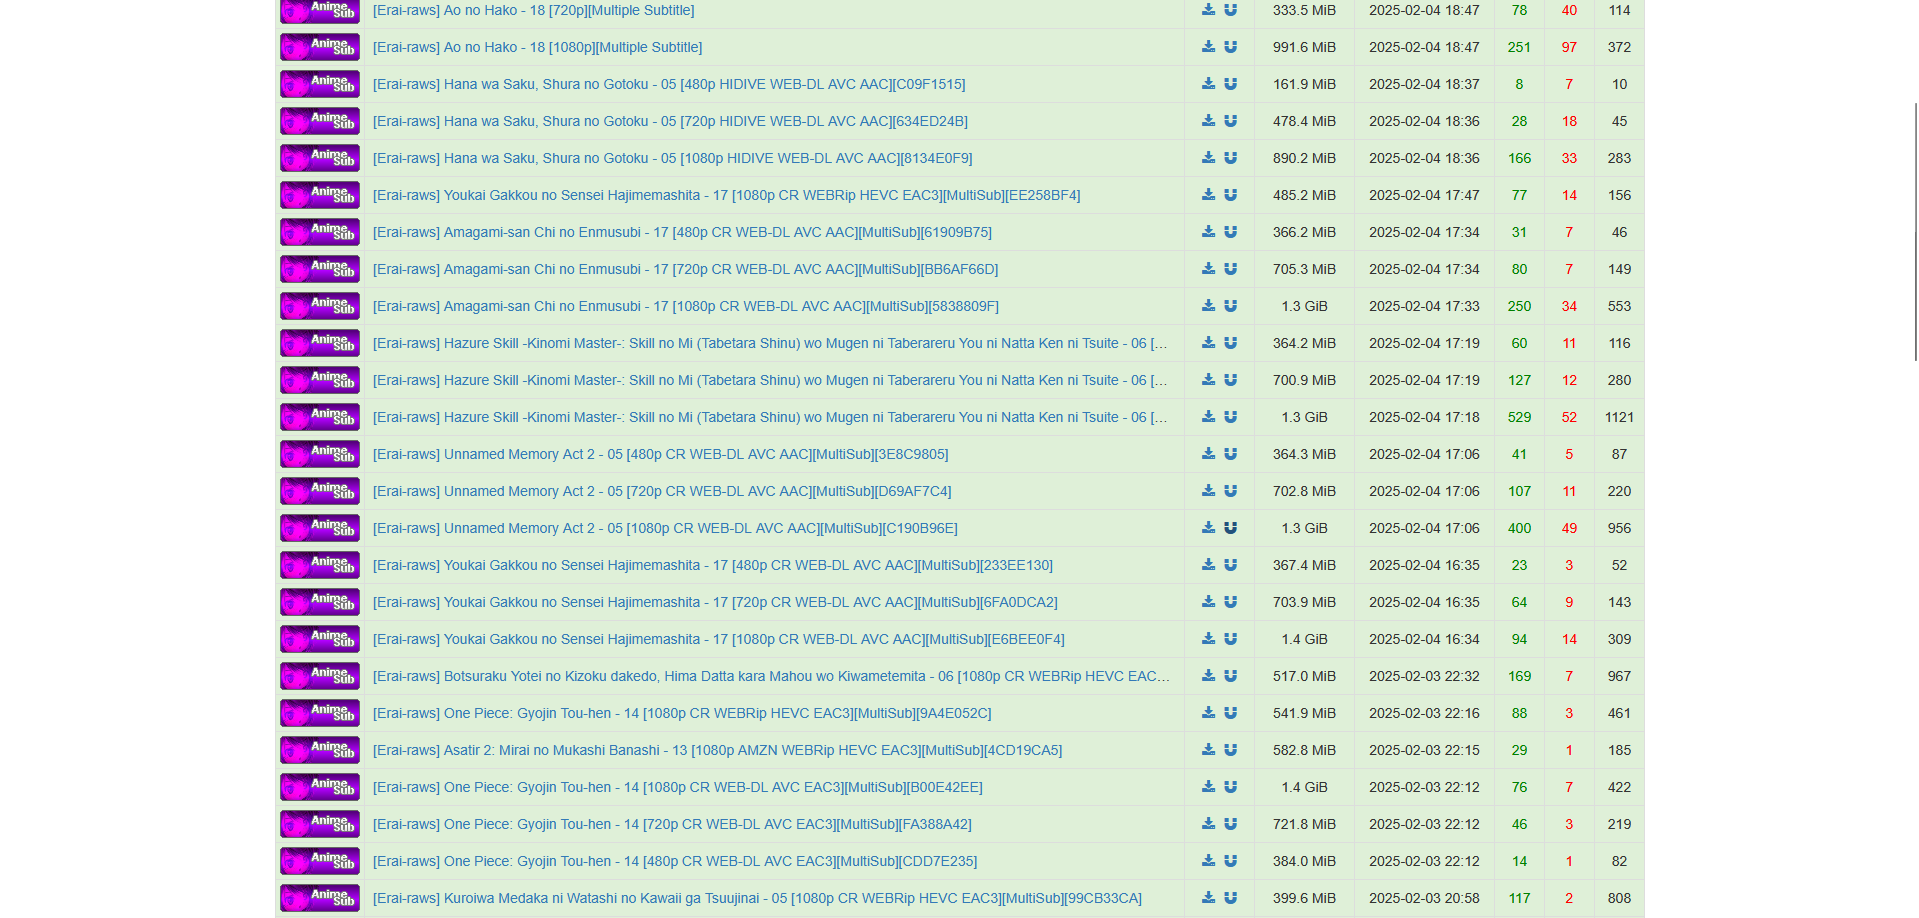 Anime Sub [Erai-raws] Ao no Hako - 18 [720p][Multiple Subtitle] 333.5 MiB 2025-02-04 18:47 78 40 114
Anime Sub [Erai-raws] Ao no Hako - 18 [1080p][Multiple Subtitle] 991.6 MiB 2025-02-04 18:47 251 97 372
Anime Sub [Erai-raws] Hana wa Saku, Shura no Gotoku - 05 [480p HIDIVE WEB-DL AVC AAC][C09F1515] 161.9 MiB 2025-02-04 18:37 8 7 10
Anime Sub [Erai-raws] Hana wa Saku, Shura no Gotoku - 05 [720p HIDIVE WEB-DL AVC AAC][634ED24B] 478.4 MiB 2025-02-04 18:36 28 18 45
Anime Sub [Erai-raws] Hana wa Saku, Shura no Gotoku - 05 [1080p HIDIVE WEB-DL AVC AAC][8134E0F9] 890.2 MiB 2025-02-04 18:36 166 33 283
Anime Sub [Erai-raws] Youkai Gakkou no Sensei Hajimemashita - 17 [1080p CR WEBRip HEVC EAC3][MultiSub][EE258BF4] 485.2 MiB 2025-02-04 17:47 77 14 156
Anime Sub [Erai-raws] Amagami-san Chi no Enmusubi - 17 [480p CR WEB-DL AVC AAC][MultiSub][61909B75] 366.2 MiB 2025-02-04 17:34 31 7 46
Anime Sub [Erai-raws] Amagami-san Chi no Enmusubi - 17 [720p CR WEB-DL AVC AAC][MultiSub][BB6AF66D] 705.3 MiB 2025-02-04 17:34 80 7 149
Anime Sub [Erai-raws] Amagami-san Chi no Enmusubi - 17 [1080p CR WEB-DL AVC AAC][MultiSub][5838809F] 1.3 GiB 2025-02-04 17:33 250 34 553
Anime Sub [Erai-raws] Hazure Skill -Kinomi Master-: Skill no Mi (Tabetara Shinu) wo Mugen ni Taberareru You ni Natta Ken ni Tsuite - 06 [... 364.2 MiB 2025-02-04 17:19 60 11 116
Anime Sub [Erai-raws] Hazure Skill -Kinomi Master-: Skill no Mi (Tabetara Shinu) wo Mugen ni Taberareru You ni Natta Ken ni Tsuite - 06 [... 700.9 MiB 2025-02-04 17:19 127 12 280
Anime Sub [Erai-raws] Hazure Skill -Kinomi Master-: Skill no Mi (Tabetara Shinu) wo Mugen ni Taberareru You ni Natta Ken ni Tsuite - 06 [... 1.3 GiB 2025-02-04 17:18 529 52 1121
Anime Sub [Erai-raws] Unnamed Memory Act 2 - 05 [480p CR WEB-DL AVC AAC][MultiSub][3E8C9805] 364.3 MiB 2025-02-04 17:06 41 5 87
Anime Sub [Erai-raws] Unnamed Memory Act 2 - 05 [720p CR WEB-DL AVC AAC][MultiSub][D69AF7C4] 702.8 MiB 2025-02-04 17:06 107 11 220
Anime Sub [Erai-raws] Unnamed Memory Act 2 - 05 [1080p CR WEB-DL AVC AAC][MultiSub][C190B96E] 1.3 GiB 2025-02-04 17:06 400 49 956
Anime Sub [Erai-raws] Youkai Gakkou no Sensei Hajimemashita - 17 [480p CR WEB-DL AVC AAC][MultiSub][233EE130] 367.4 MiB 2025-02-04 16:35 23 3 52
Anime Sub [Erai-raws] Youkai Gakkou no Sensei Hajimemashita - 17 [720p CR WEB-DL AVC AAC][MultiSub][6FA0DCA2] 703.9 MiB 2025-02-04 16:35 64 9 143
Anime Sub [Erai-raws] Youkai Gakkou no Sensei Hajimemashita - 17 [1080p CR WEB-DL AVC AAC][MultiSub][E6BEE0F4] 1.4 GiB 2025-02-04 16:34 94 14 309
Anime Sub [Erai-raws] Botsuraku Yotei no Kizoku dakedo, Hima Datta kara Mahou wo Kiwametemita - 06 [1080p CR WEBRip HEVC EAC... 517.0 MiB 2025-02-03 22:32 169 7 967
Anime Sub [Erai-raws] One Piece: Gyojin Tou-hen - 14 [1080p CR WEBRip HEVC EAC3][MultiSub][9A4E052C] 541.9 MiB 2025-02-03 22:16 88 3 461
Anime Sub [Erai-raws] Asatir 2: Mirai no Mukashi Banashi - 13 [1080p AMZN WEBRip HEVC EAC3][MultiSub][4CD19CA5] 582.8 MiB 2025-02-03 22:15 29 1 185
Anime Sub [Erai-raws] One Piece: Gyojin Tou-hen - 14 [1080p CR WEB-DL AVC EAC3][MultiSub][B00E42EE] 1.4 GiB 2025-02-03 22:12 76 7 422
Anime Sub [Erai-raws] One Piece: Gyojin Tou-hen - 14 [720p CR WEB-DL AVC EAC3][MultiSub][FA388A42] 721.8 MiB 2025-02-03 22:12 46 3 219
Anime Sub [Erai-raws] One Piece: Gyojin Tou-hen - 14 [480p CR WEB-DL AVC EAC3][MultiSub][CDD7E235] 384.0 MiB 2025-02-03 22:12 14 1 82
Anime Sub [Erai-raws] Kuroiwa Medaka ni Watashi no Kawaii ga Tsuujinai - 05 [1080p CR WEBRip HEVC EAC3][MultiSub][99CB33CA] 399.6 MiB 2025-02-03 20:58 117 2 808